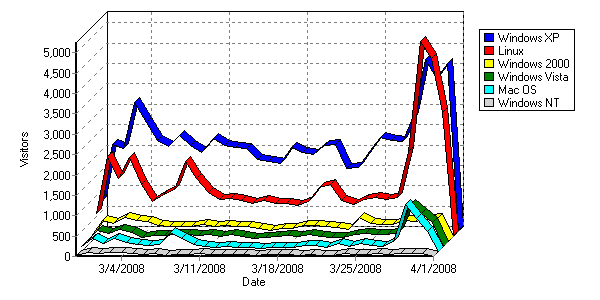 5,000
4,500
4,000
3,500
3,000
2,500
2,000
1,500
1,000
500
0
Visitors
3/4/2008 3/11/2008 3/18/2008 3/25/2008 4/1/2008
Date
Windows XP
Linux
Windows 2000
Windows Vista
Mac OS
Windows NT